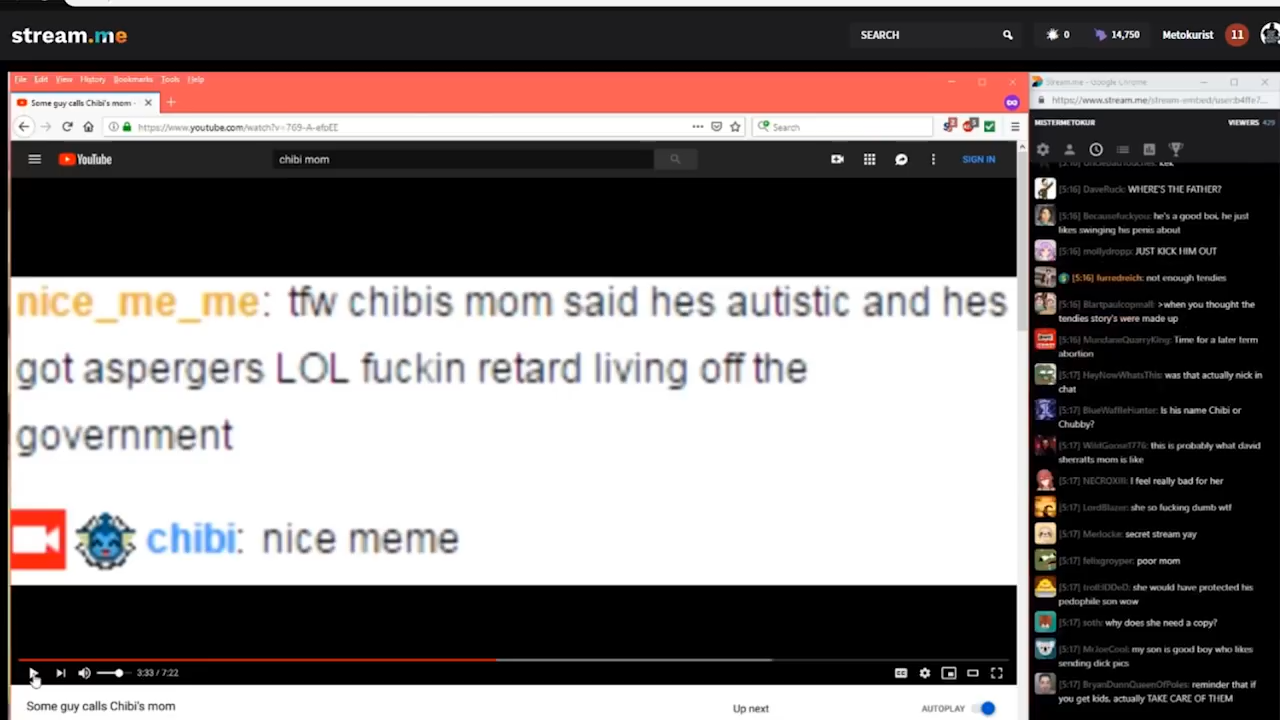 stream.me
SEARCH
0
14,750
Metokurist
11
File Edit View History Bookmarks Tools Help
Some guy calls Chibi's mom -
https://www.youtube.com/watch?v=769-A-efoEE
Search
YouTube
chibi mom
SIGN IN
nice_me_me: tfw chibis mom said hes autistic and hes
got aspergers LOL fuckin retard living off the
government
chibi: nice meme
3:33 / 7:22
Some guy calls Chibi's mom
Up next
AUTOPLAY
Stream.me - Google Chrome
https://www.stream.me/stream-embed/user:b4ffe7...
MISTERMETOKUR
VIEWERS 429
[5:16] DaveRuck: WHERE'S THE FATHER?
[5:16] Becausefuckyou: he's a good boi, he just
likes swinging his penis about
[5:16] mollydropp: JUST KICK HIM OUT
[5:16] furredreich: not enough tendies
[5:16] Blartpaulcopmall: >when you thought the
tendies story's were made up
[5:16] MundaneQuarryKing: Time for a later term
abortion
[5:17] HeyNowWhatsThis: was that actually nick in
chat
[5:17] BlueWaffleHunter: Is his name Chibi or
Chubby?
[5:17] WildGoose1776: this is probably what david
sherratts mom is like
[5:17] NECROXIII: I feel really bad for her
[5:17] LordBlazer: she so fucking dumb wtf
[5:17] Merlocke: secret stream yay
[5:17] felixgroyper: poor mom
[5:17] trollIDDeD: she would have protected his
pedophile son wow
[5:17] soth: why does she need a copy?
[5:17] MrJoeCool: my son is good boy who likes
sending dick pics
[5:17] BryanDunnQueenOfPoles: reminder that if
you get kids, actually TAKE CARE OF THEM